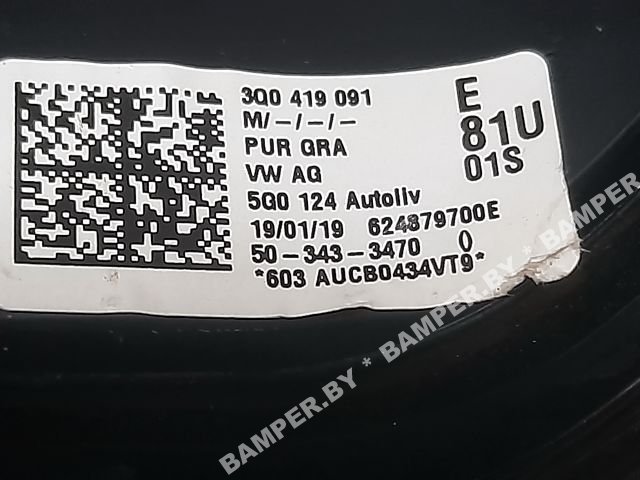 3Q0 419 091 E
M/-/-/- 81U
PUR GRA 01S
VW AG
5G0 124 Autoliv
19/01/19 624879700E
50-343-3470 ()
*603 AUCB0434VT9*
BAMPER.BY * BAMPER.BY * BAMPER.BY